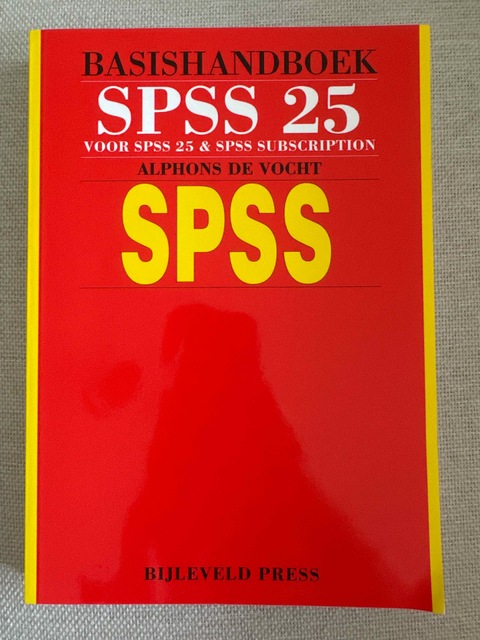 BASISHANDBOEK
SPSS 25
VOOR SPSS 25 & SPSS SUBSCRIPTION
ALPHONS DE VOCHT
SPSS
BIJLEVELD PRESS